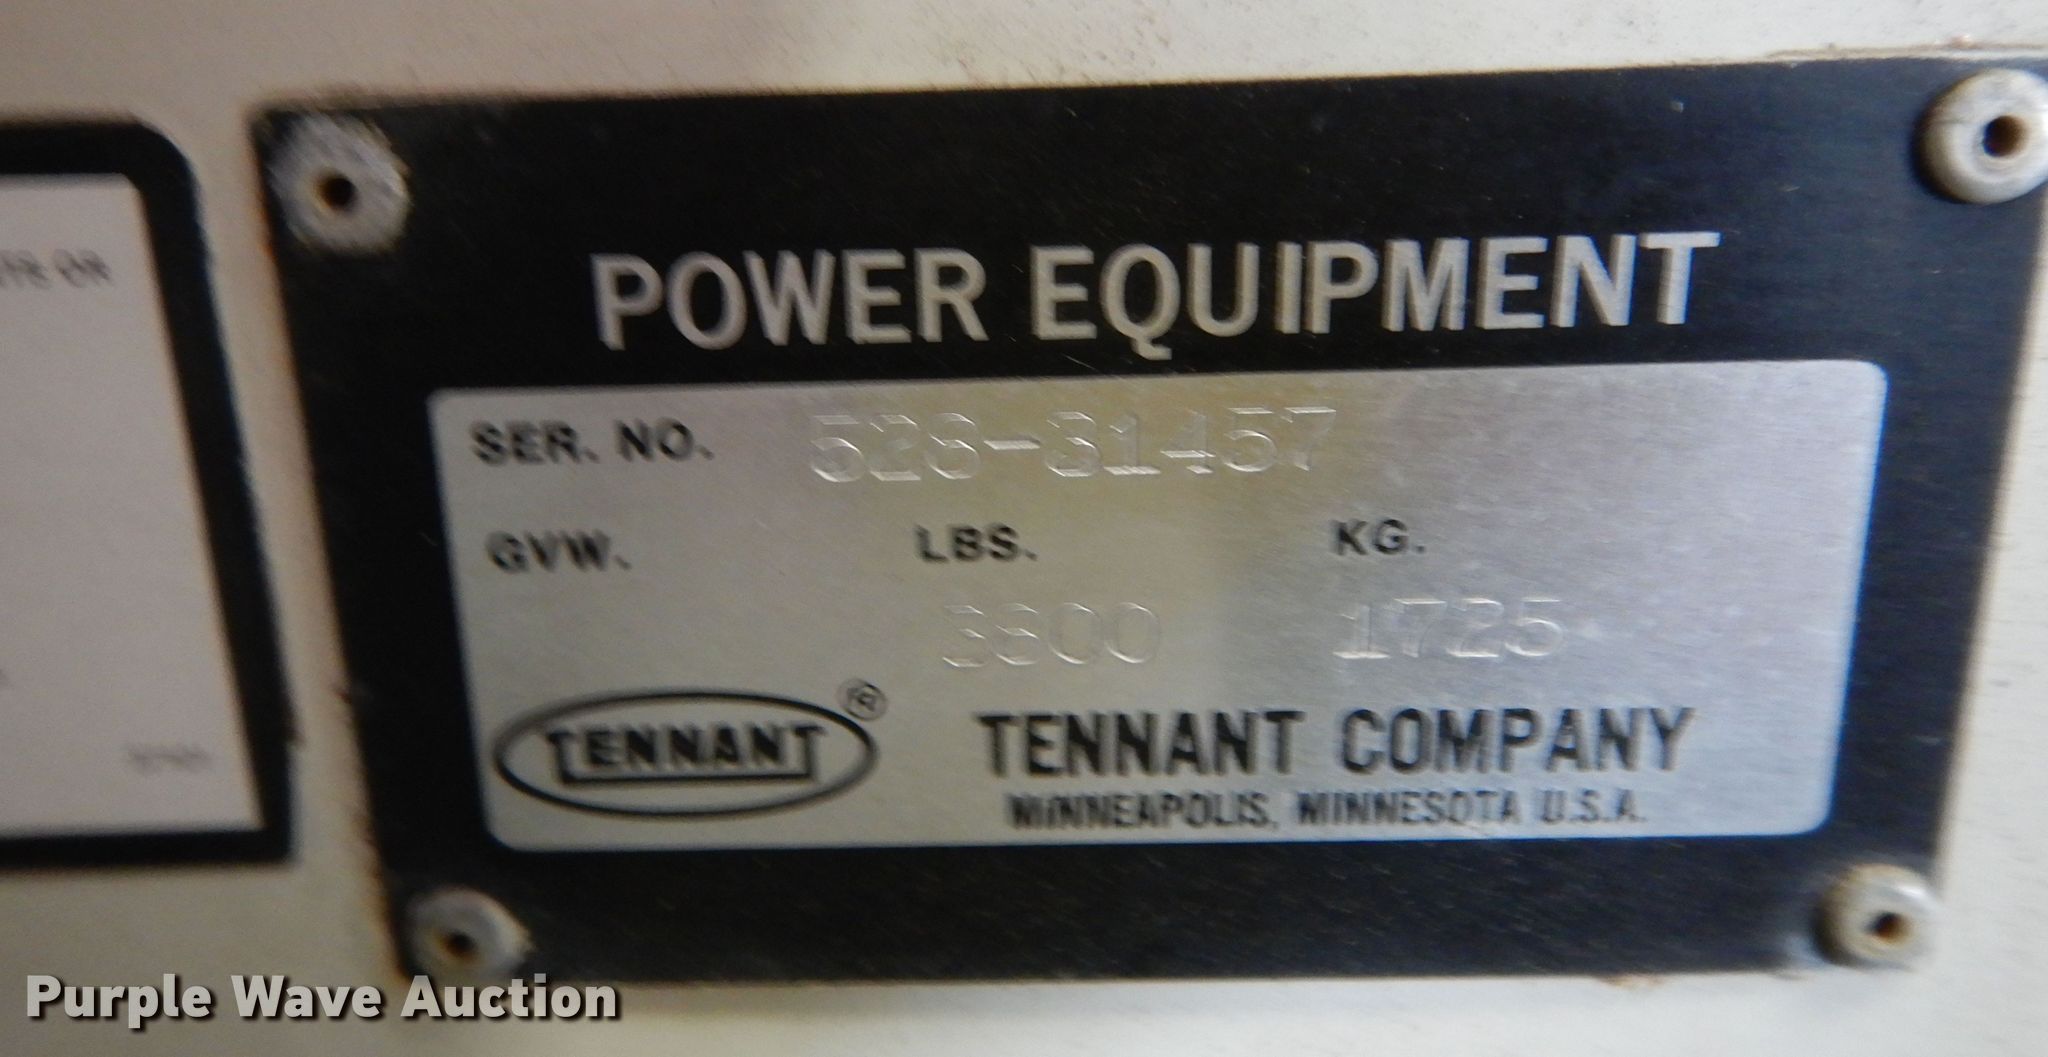 POWER EQUIPMENT
SER. NO. 528-31457
GVW. LBS. KG.
3800 1725
TENNANT ®
TENNANT COMPANY
MINNEAPOLIS, MINNESOTA U.S.A.
OR
Purple Wave Auction